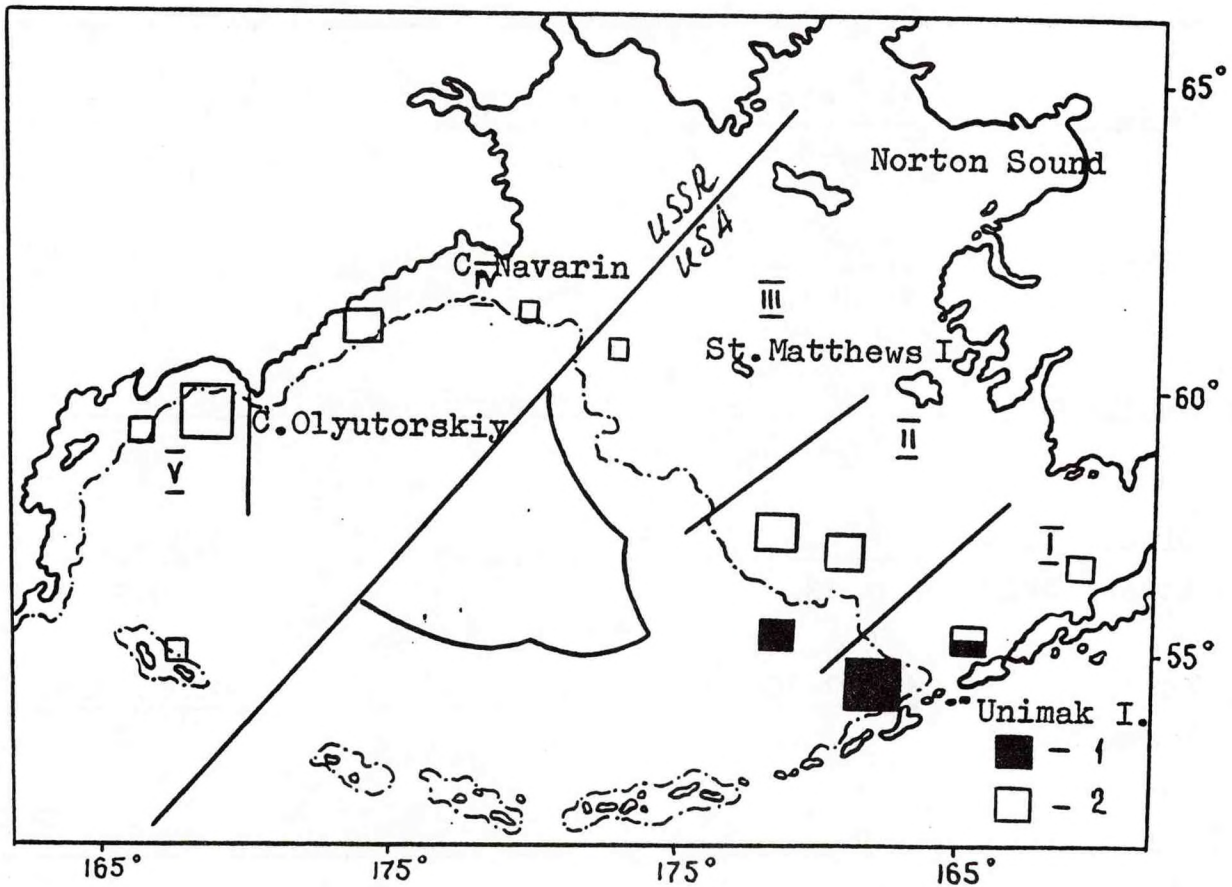 65°
Norton Sound
USSR
USA
C. Navarin
IV
III
St. Matthews I.
60°
C. Olyutorskiy
II
V
I
55°
Unimak I.
- 1
- 2
165° 175° 175° 165°